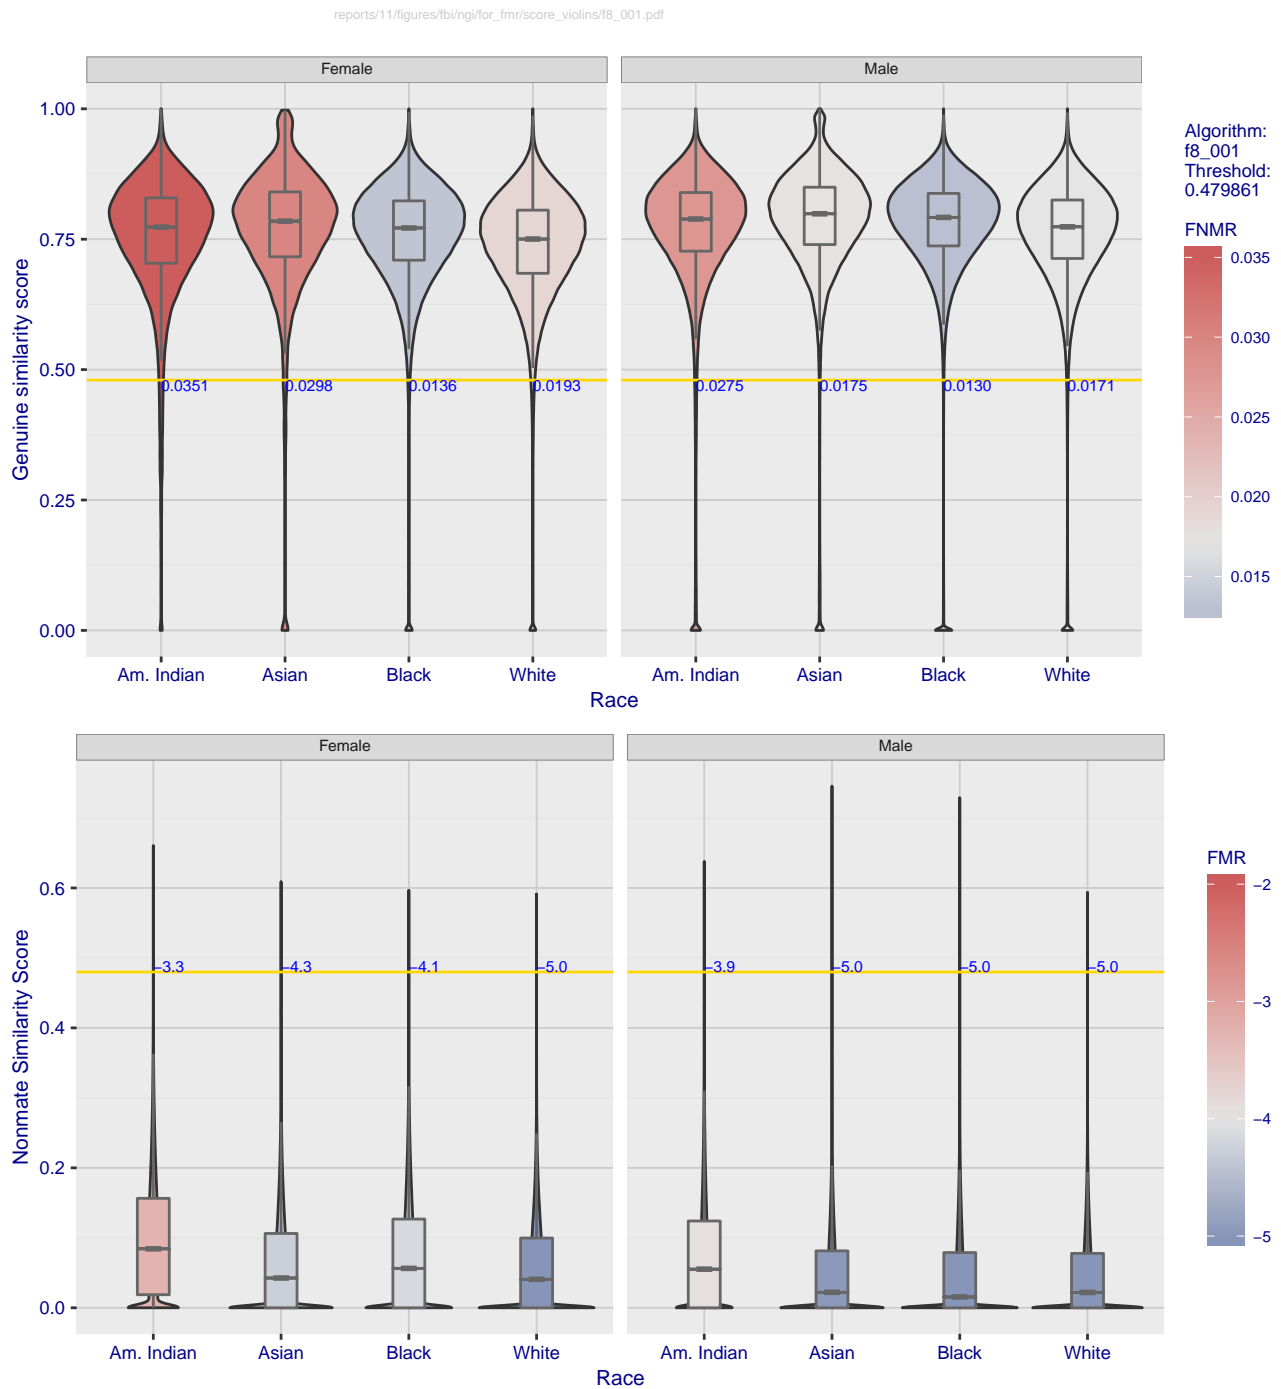 reports/11/figures/fbi/ngi/for_fmr/score_violins/f8_001.pdf
Female
Male
Genuine similarity score
1.00
0.75
0.50
0.25
0.00
0.0351
0.0298
0.0136
0.0193
0.0275
0.0175
0.0130
0.0171
Am. Indian
Asian
Black
White
Am. Indian
Asian
Black
White
Race
Algorithm:
f8_001
Threshold:
0.479861
FNMR
0.035
0.030
0.025
0.020
0.015
Female
Male
Nonmate Similarity Score
0.6
0.4
0.2
0.0
−3.3
−4.3
−4.1
−5.0
−3.9
−5.0
−5.0
−5.0
Am. Indian
Asian
Black
White
Am. Indian
Asian
Black
White
Race
FMR
−2
−3
−4
−5